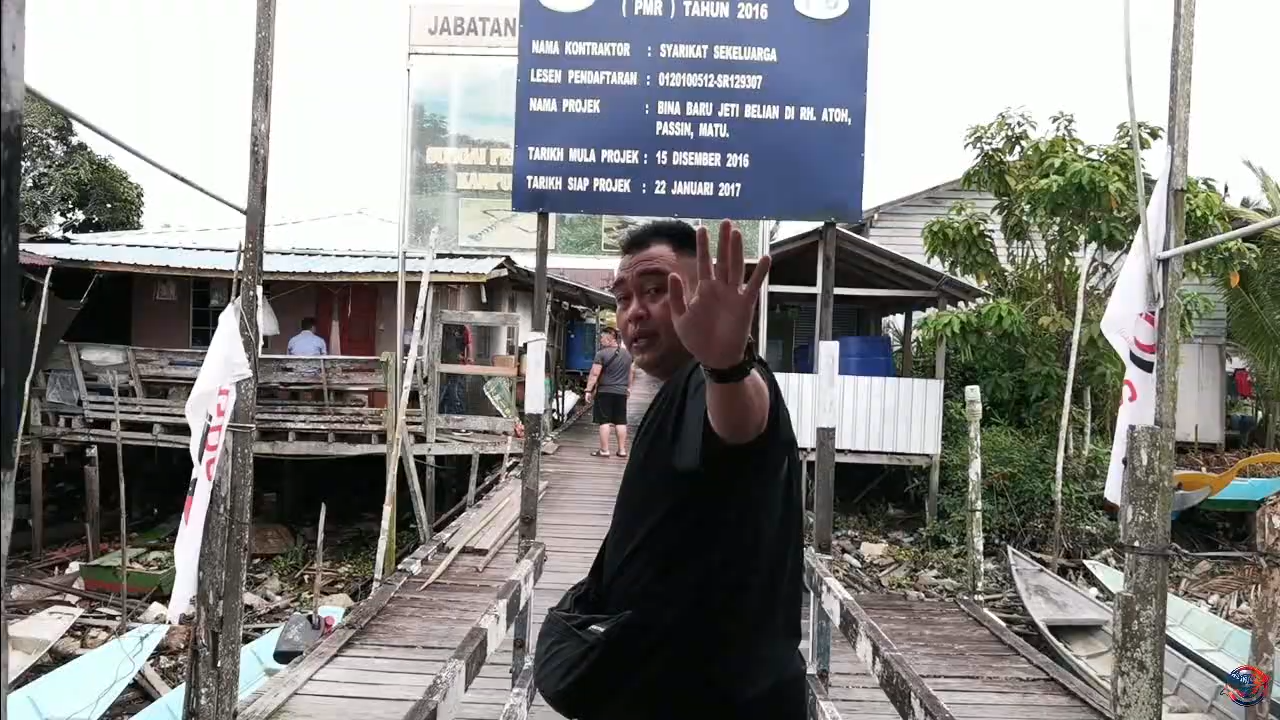 JABATAN
( PMR ) TAHUN 2016
NAMA KONTRAKTOR : SYARIKAT SEKELUARGA
LESEN PENDAFTARAN : 0120100512-SR129307
NAMA PROJEK : BINA BARU JETI BELIAN DI RH. ATOH,
PASSIN, MATU.
TARIKH MULA PROJEK : 15 DISEMBER 2016
TARIKH SIAP PROJEK : 22 JANUARI 2017
SUNGAI